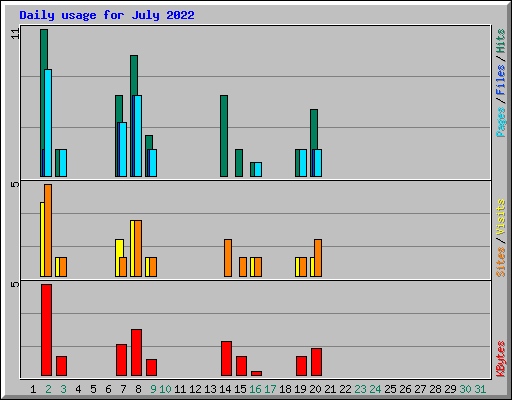 Daily usage for July 2022
11
Pages/Files/Hits
5
Sites/Visits
5
KBytes
1 2 3 4 5 6 7 8 9 10 11 12 13 14 15 16 17 18 19 20 21 22 23 24 25 26 27 28 29 30 31